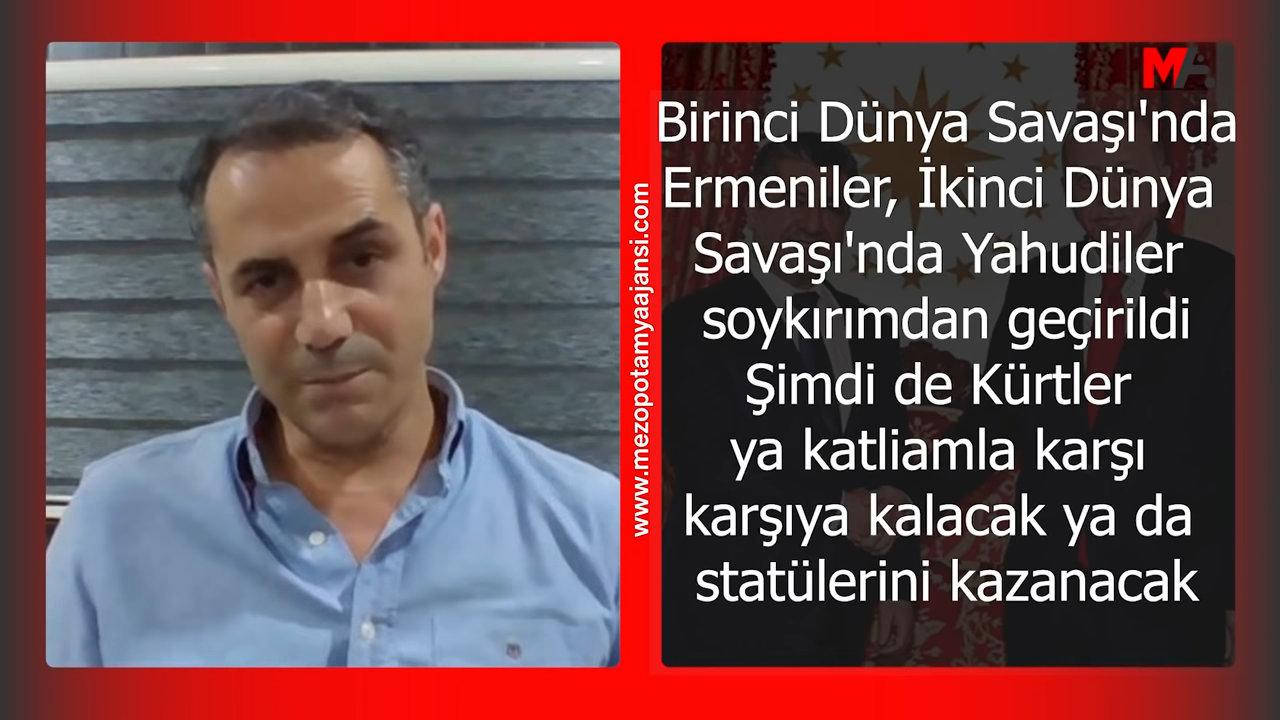 MA
Birinci Dünya Savaşı'nda
Ermeniler, İkinci Dünya
Savaşı'nda Yahudiler
soykırımdan geçirildi
Şimdi de Kürtler
ya katliamla karşı
karşıya kalacak ya da
statülerini kazanacak
www.mezopotamyaajansi.com